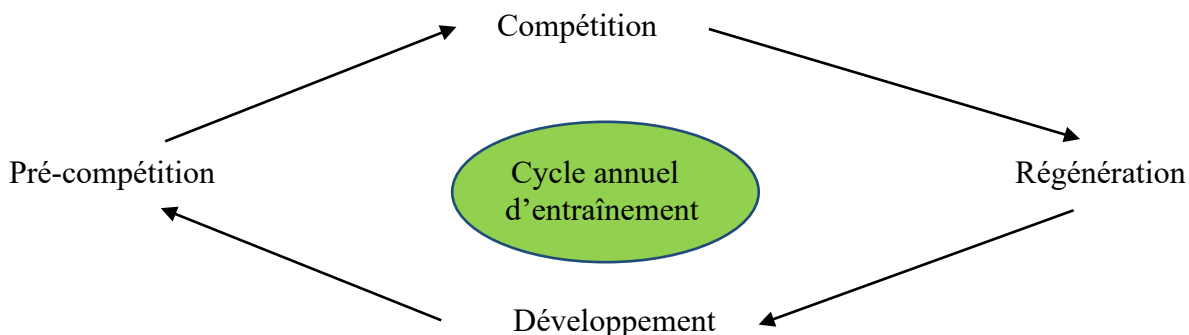 Compétition
Pré-compétition
Cycle annuel
d’entraînement
Régénération
Développement